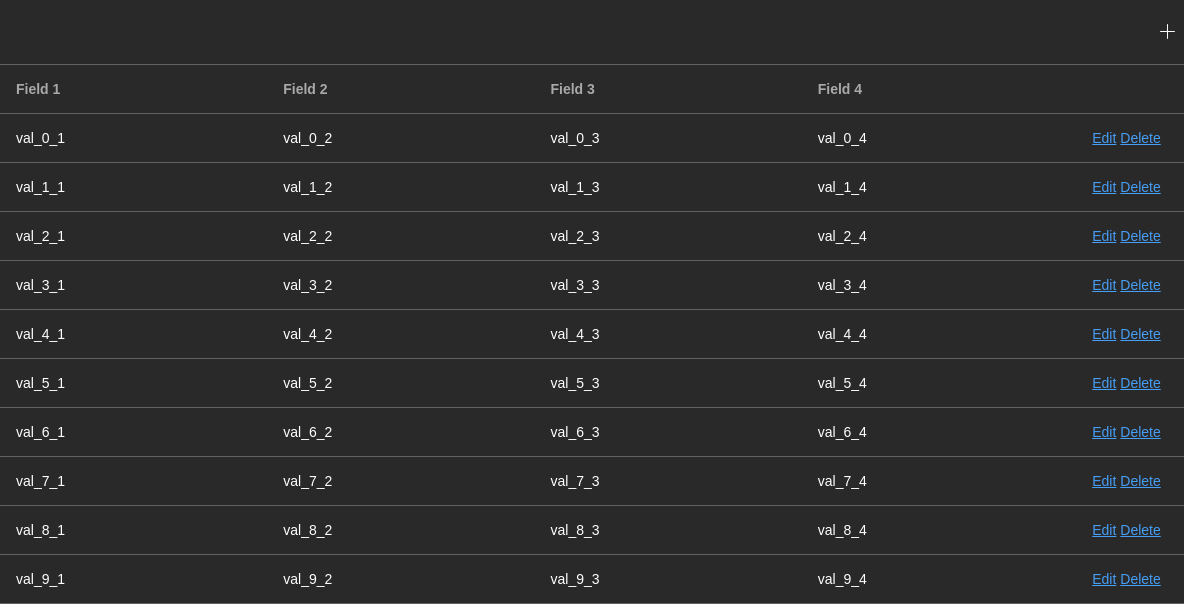 Field 1 Field 2 Field 3 Field 4
val_0_1 val_0_2 val_0_3 val_0_4 Edit Delete
val_1_1 val_1_2 val_1_3 val_1_4 Edit Delete
val_2_1 val_2_2 val_2_3 val_2_4 Edit Delete
val_3_1 val_3_2 val_3_3 val_3_4 Edit Delete
val_4_1 val_4_2 val_4_3 val_4_4 Edit Delete
val_5_1 val_5_2 val_5_3 val_5_4 Edit Delete
val_6_1 val_6_2 val_6_3 val_6_4 Edit Delete
val_7_1 val_7_2 val_7_3 val_7_4 Edit Delete
val_8_1 val_8_2 val_8_3 val_8_4 Edit Delete
val_9_1 val_9_2 val_9_3 val_9_4 Edit Delete